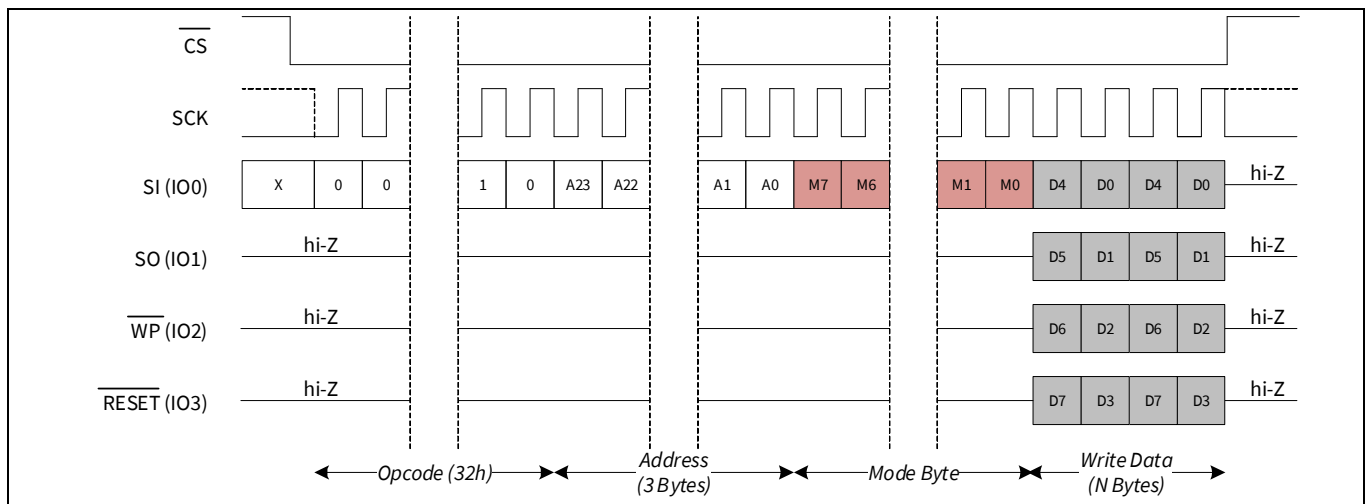 CS
SCK
SI (IO0) X 0 0 1 0 A23 A22 A1 A0 M7 M6 M1 M0 D4 D0 D4 D0 hi-Z
SO (IO1) hi-Z D5 D1 D5 D1 hi-Z
WP (IO2) hi-Z D6 D2 D6 D2 hi-Z
RESET (IO3) hi-Z D7 D3 D7 D3 hi-Z
Opcode (32h) Address Mode Byte Write Data
(3 Bytes) (N Bytes)